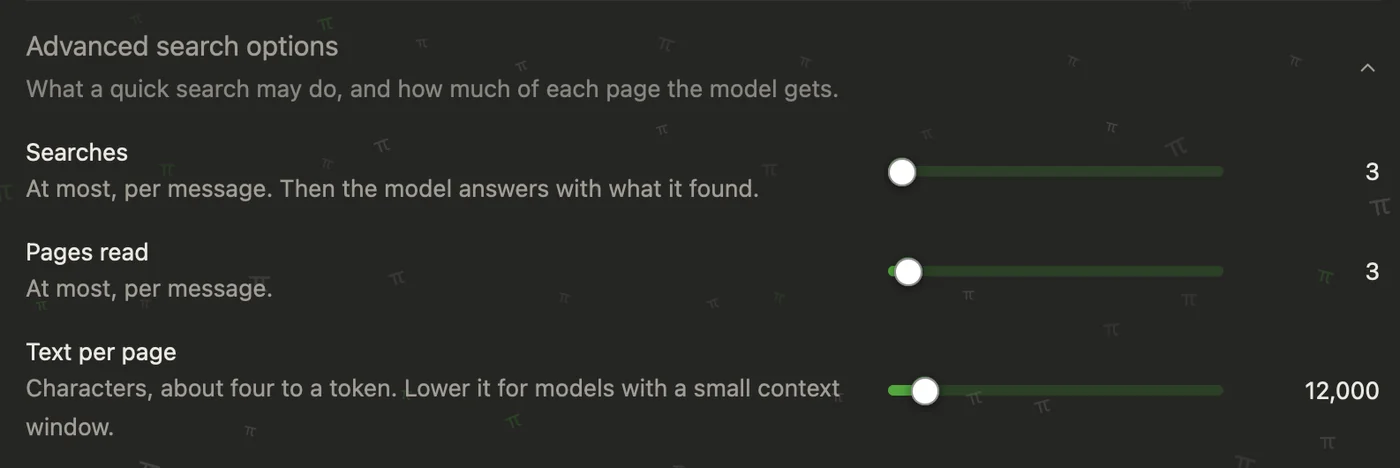 Advanced search options
What a quick search may do, and how much of each page the model gets.
Searches
At most, per message. Then the model answers with what it found.
3
Pages read
At most, per message.
3
Text per page
Characters, about four to a token. Lower it for models with a small context
window.
12,000